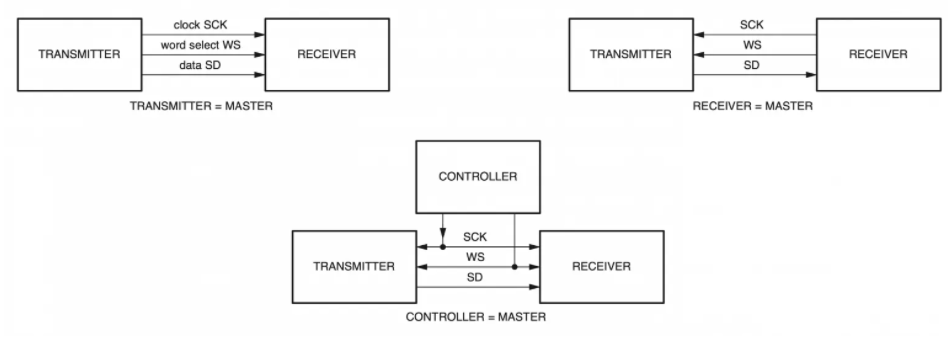 clock SCK
TRANSMITTER
word select WS
RECEIVER
data SD
TRANSMITTER = MASTER
SCK
TRANSMITTER
WS
RECEIVER
SD
RECEIVER = MASTER
CONTROLLER
SCK
TRANSMITTER
WS
RECEIVER
SD
CONTROLLER = MASTER